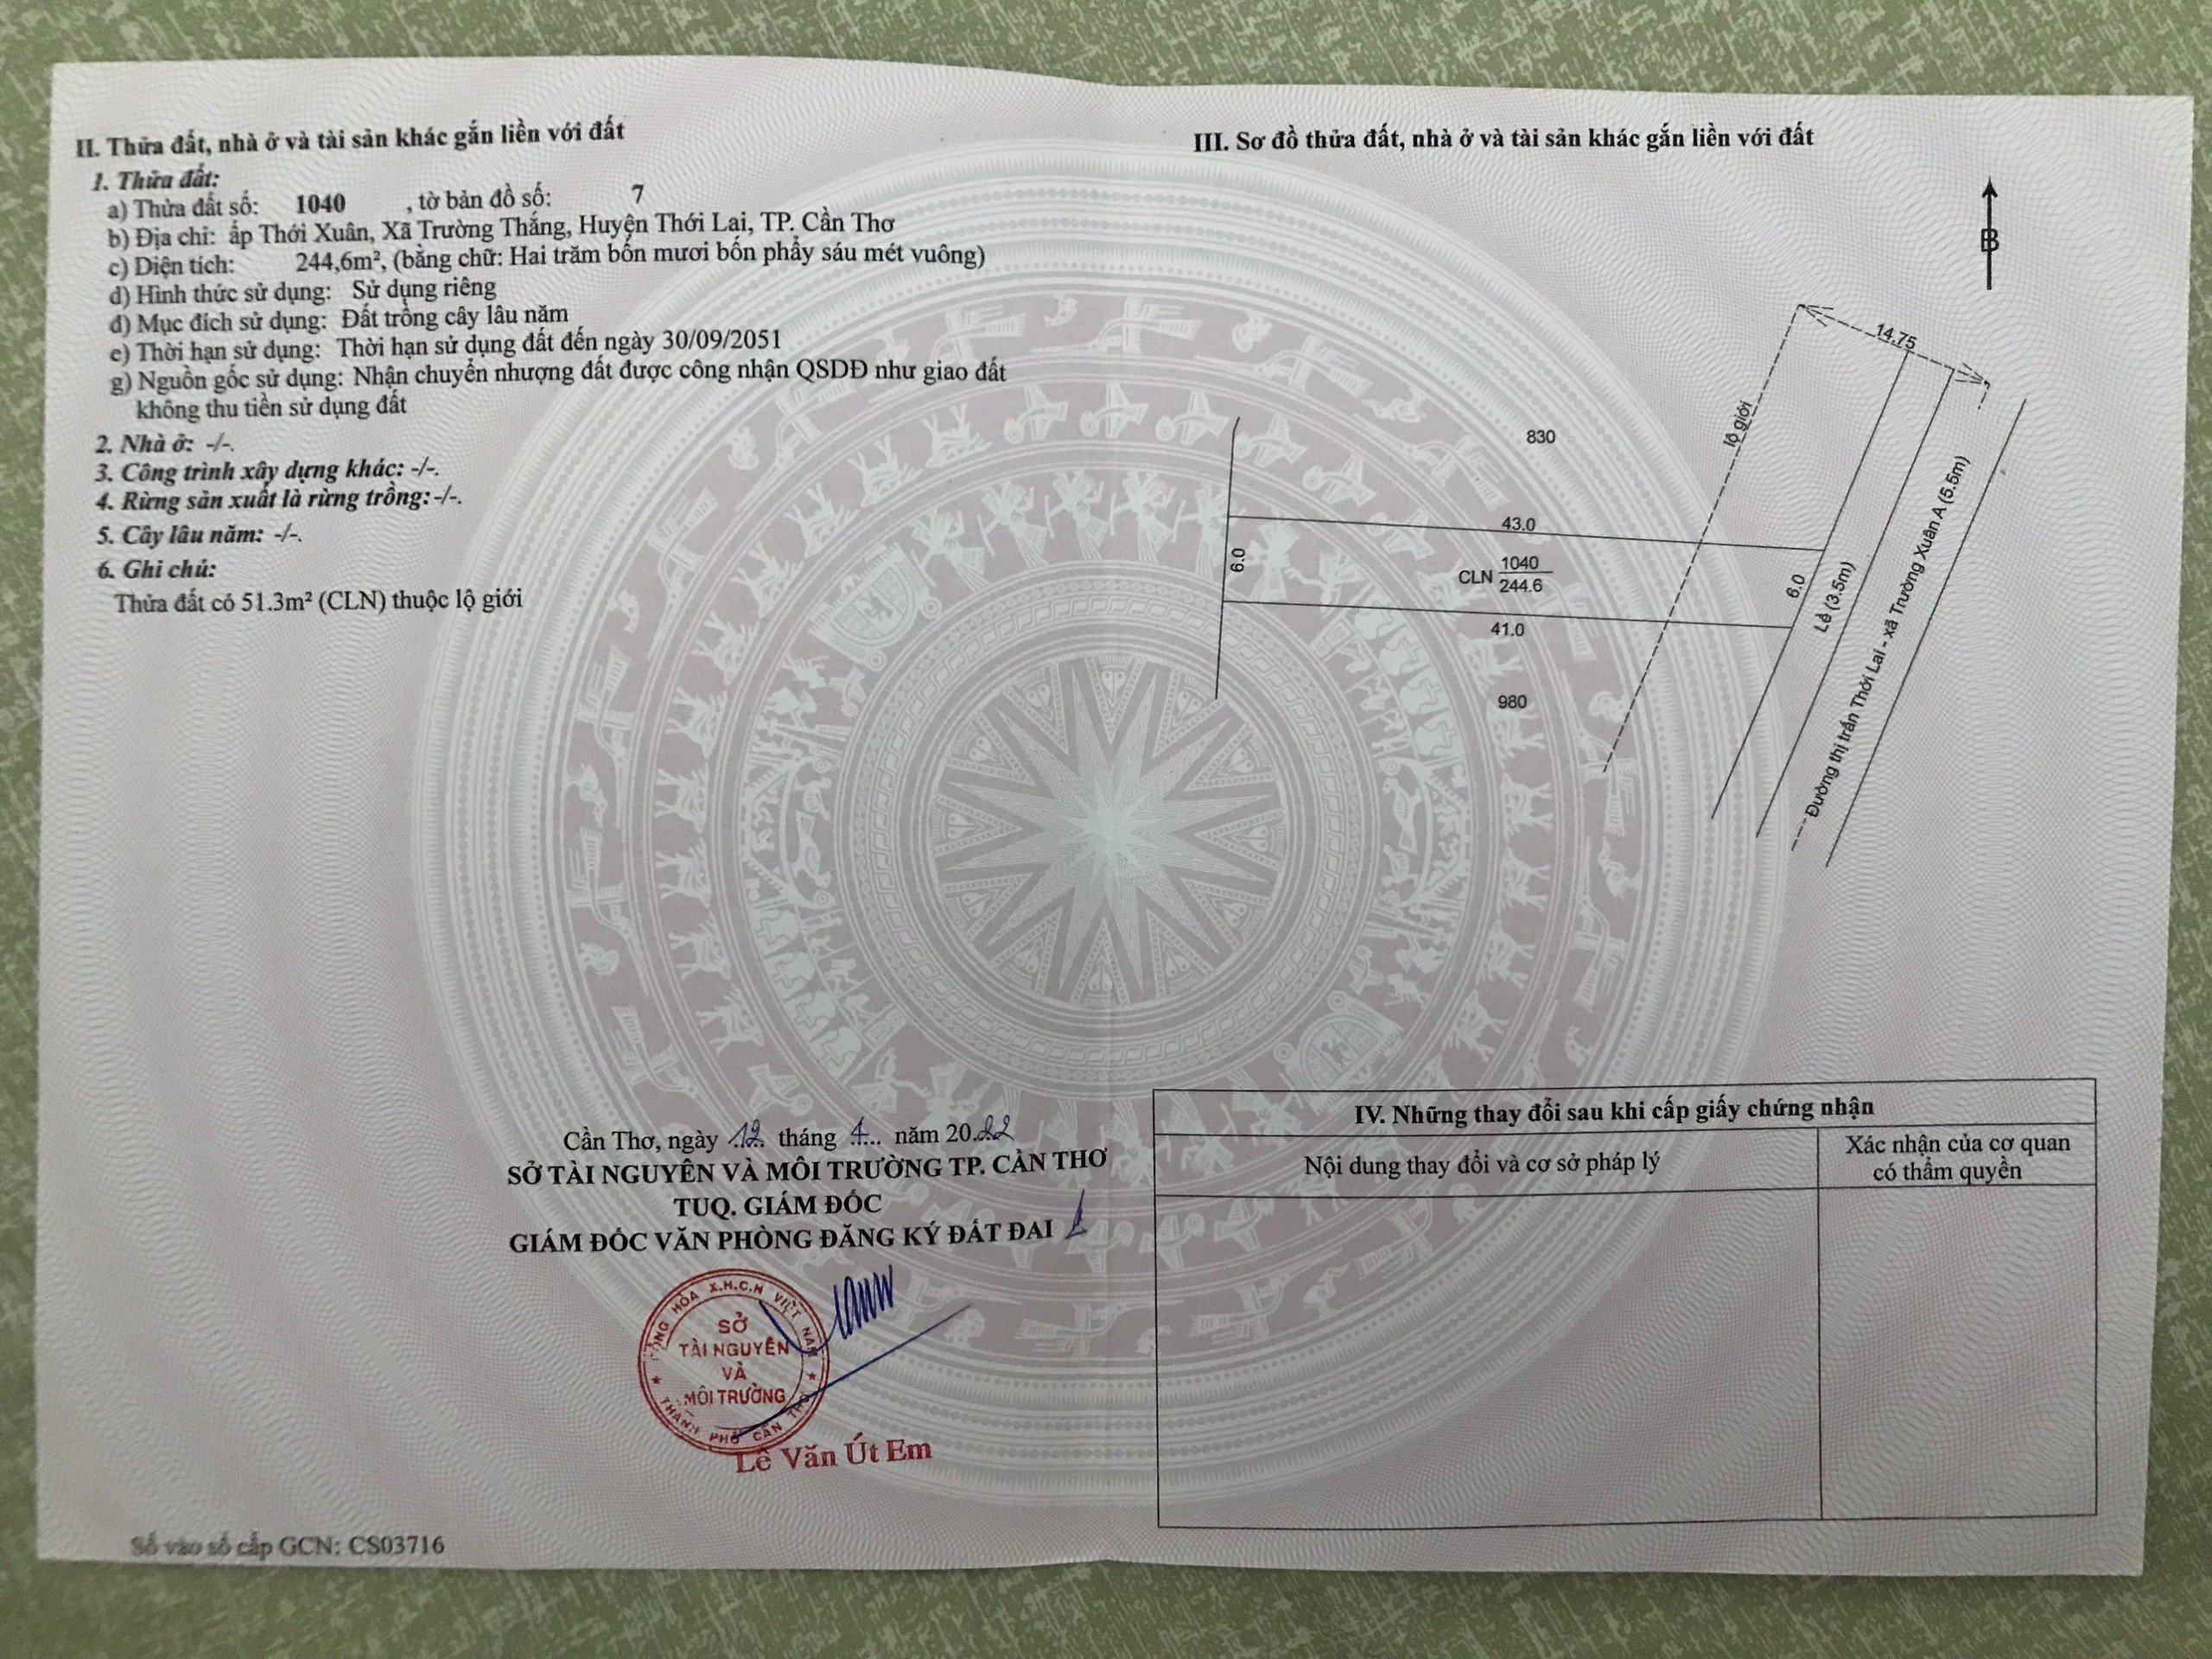 II. Thửa đất, nhà ở và tài sản khác gắn liền với đất
1. Thửa đất:
a) Thửa đất số: 1040 , tờ bản đồ số: 7
b) Địa chỉ: ấp Thới Xuân, Xã Trường Thắng, Huyện Thới Lai, TP. Cần Thơ
c) Diện tích: 244,6m², (bằng chữ: Hai trăm bốn mươi bốn phẩy sáu mét vuông)
d) Hình thức sử dụng: Sử dụng riêng
đ) Mục đích sử dụng: Đất trồng cây lâu năm
e) Thời hạn sử dụng: Thời hạn sử dụng đất đến ngày 30/09/2051
g) Nguồn gốc sử dụng: Nhận chuyển nhượng đất được công nhận QSDĐ như giao đất
không thu tiền sử dụng đất
2. Nhà ở: -/-.
3. Công trình xây dựng khác: -/-.
4. Rừng sản xuất là rừng trồng: -/-.
5. Cây lâu năm: -/-.
6. Ghi chú:
Thửa đất có 51.3m² (CLN) thuộc lộ giới
Cần Thơ, ngày 12 tháng 4 năm 2022
SỞ TÀI NGUYÊN VÀ MÔI TRƯỜNG TP. CẦN THƠ
TUQ. GIÁM ĐỐC
GIÁM ĐỐC VĂN PHÒNG ĐĂNG KÝ ĐẤT ĐAI
CỘNG HÒA X.H.C.N VIỆT NAM
SỞ
TÀI NGUYÊN
VÀ
MÔI TRƯỜNG
THÀNH PHỐ CẦN THƠ
Lê Văn Út Em
Số vào sổ cấp GCN: CS03716
III. Sơ đồ thửa đất, nhà ở và tài sản khác gắn liền với đất
B
14.75
lộ giới
830
43.0
6.0
CLN 1040
244.6
6.0
41.0
980
Lề (3.5m)
Đường thị trấn Thới Lai - xã Trường Xuân A (5.5m)
IV. Những thay đổi sau khi cấp giấy chứng nhận
Nội dung thay đổi và cơ sở pháp lý
Xác nhận của cơ quan
có thẩm quyền